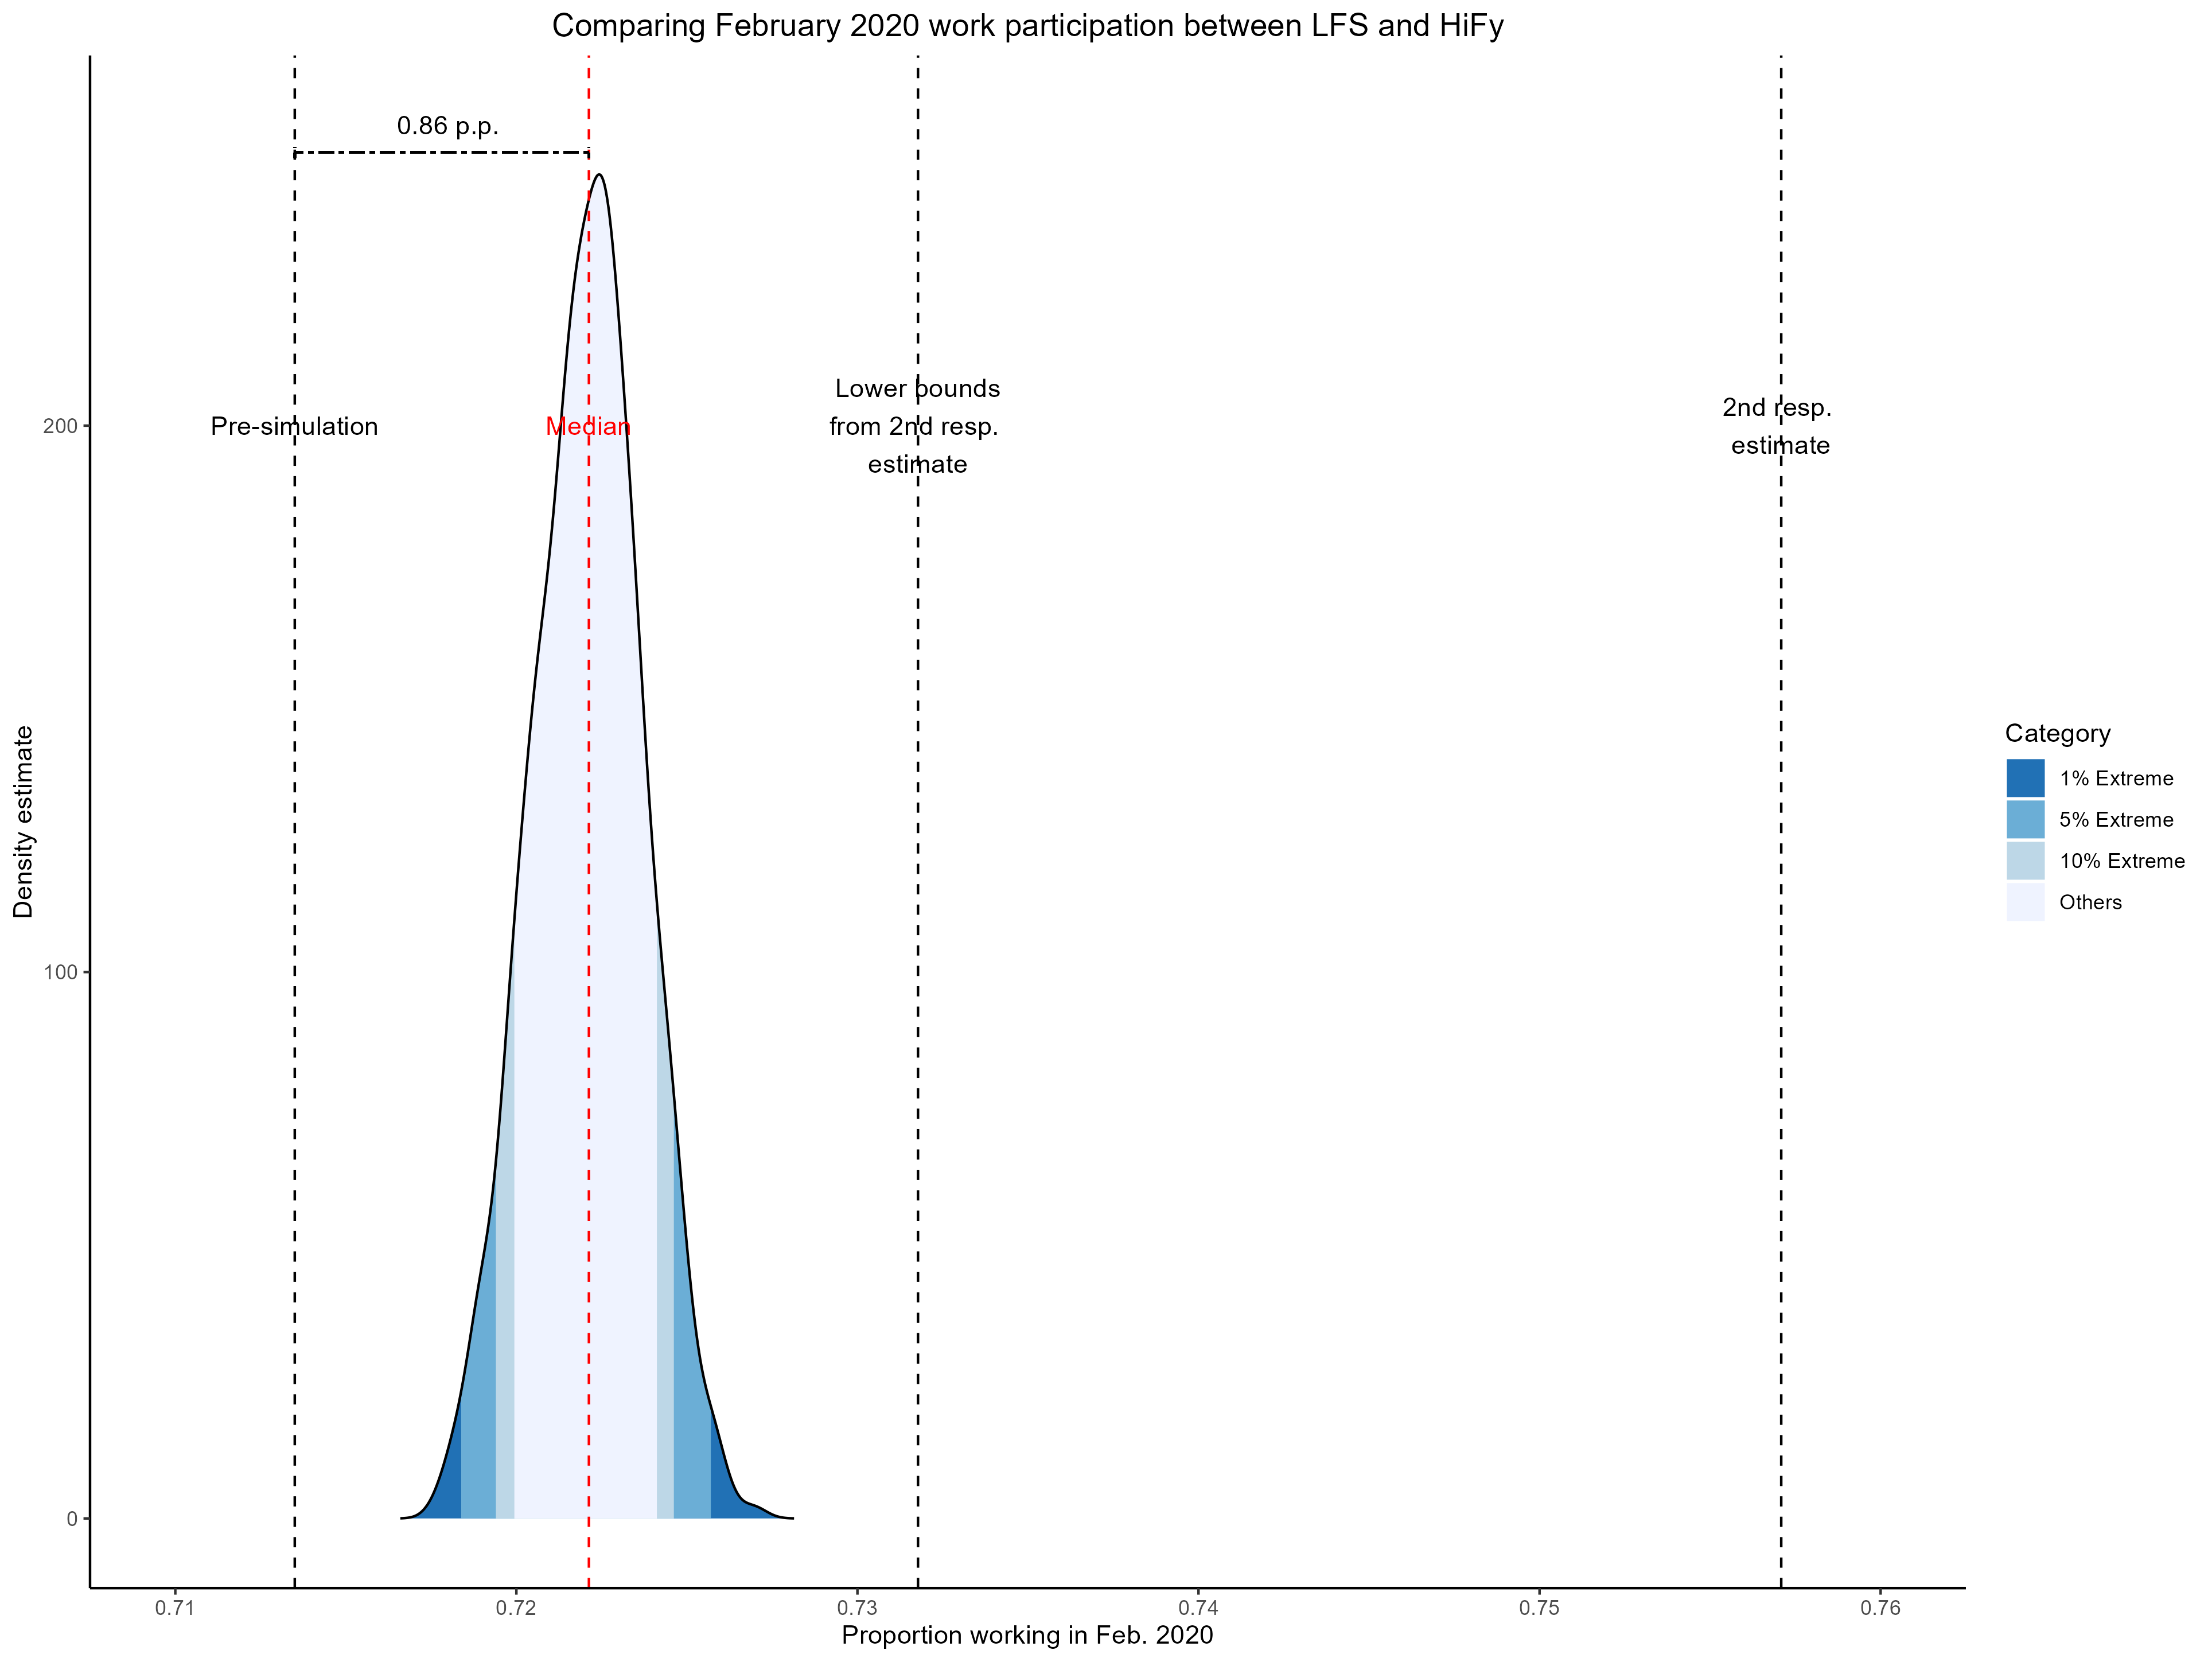 Comparing February 2020 work participation between LFS and HiFy
0.86 p.p.
Pre-simulation
Median
Lower bounds
from 2nd resp.
estimate
2nd resp.
estimate
200
100
0
Density estimate
0.71
0.72
0.73
0.74
0.75
0.76
Proportion working in Feb. 2020
Category
1% Extreme
5% Extreme
10% Extreme
Others